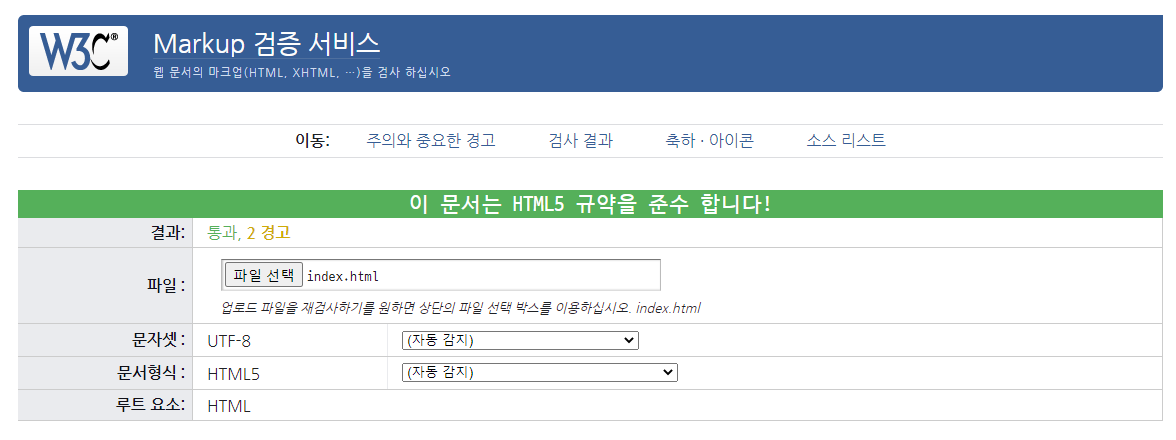 W3C® Markup 검증 서비스
웹 문서의 마크업(HTML, XHTML, …)을 검사 하십시오
이동: 주의와 중요한 경고 검사 결과 축하 · 아이콘 소스 리스트
이 문서는 HTML5 규약을 준수 합니다!
결과: 통과, 2 경고
파일 : 파일 선택 index.html
업로드 파일을 재검사하기를 원하면 상단의 파일 선택 박스를 이용하십시오. index.html
문자셋 : UTF-8 (자동 감지)
문서형식 : HTML5 (자동 감지)
루트 요소: HTML